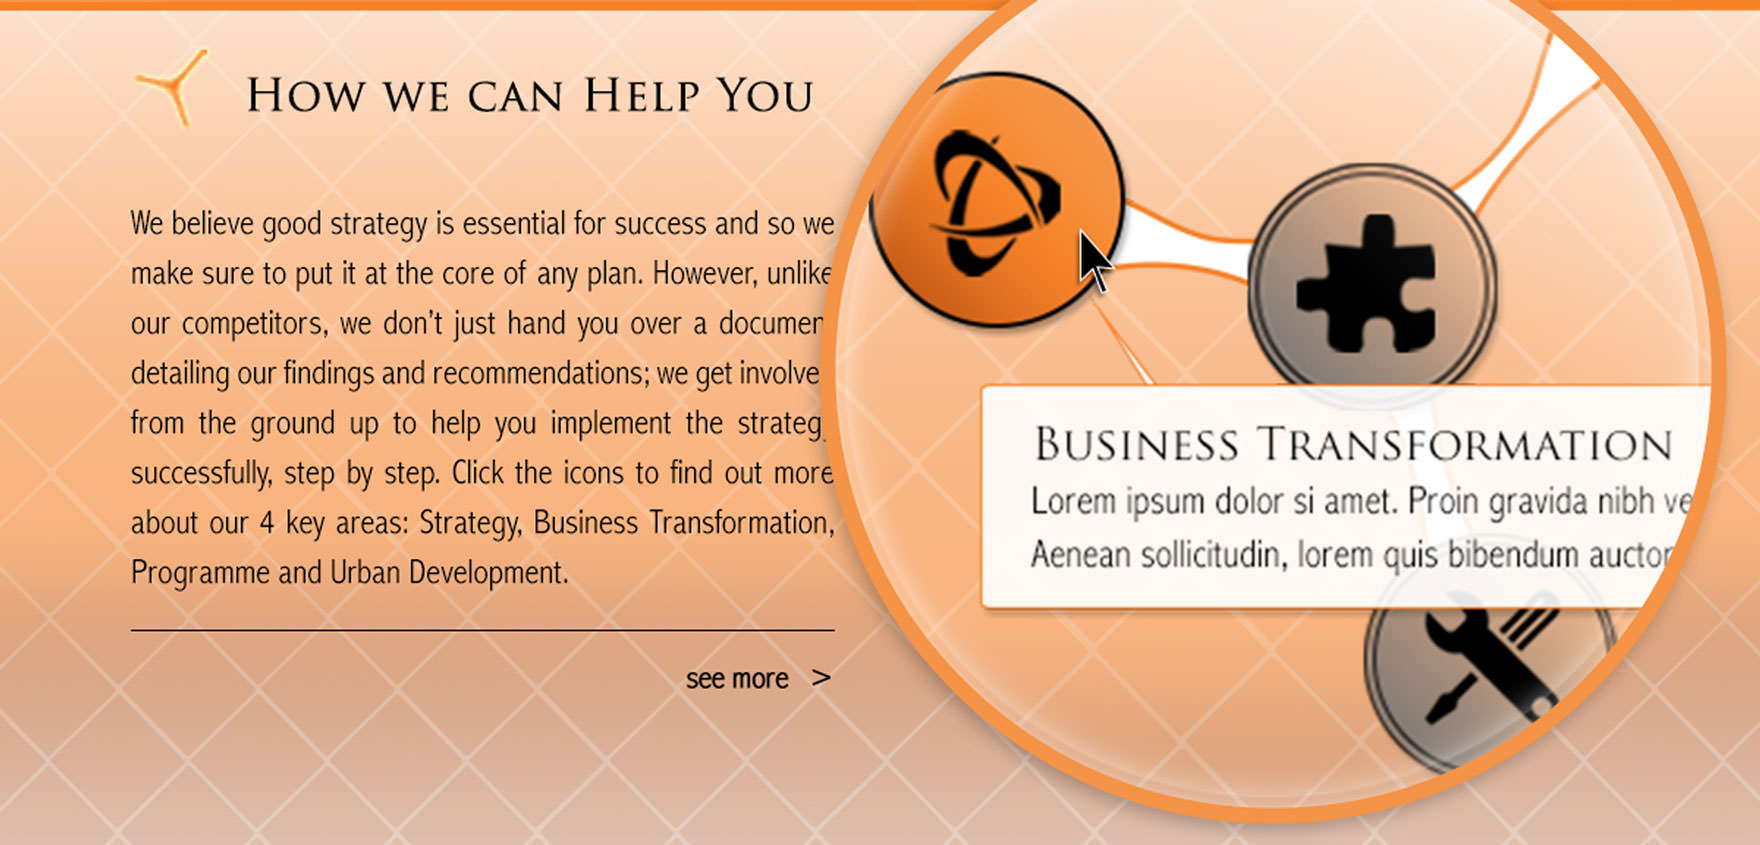 How we can Help You
We believe good strategy is essential for success and so we
make sure to put it at the core of any plan. However, unlike
our competitors, we don't just hand you over a documen
detailing our findings and recommendations; we get involve
from the ground up to help you implement the strateg
successfully, step by step. Click the icons to find out more
about our 4 key areas: Strategy, Business Transformation,
Programme and Urban Development.
see more >
Business Transformation
Lorem ipsum dolor si amet. Proin gravida nibh ve
Aenean sollicitudin, lorem quis bibendum auctor